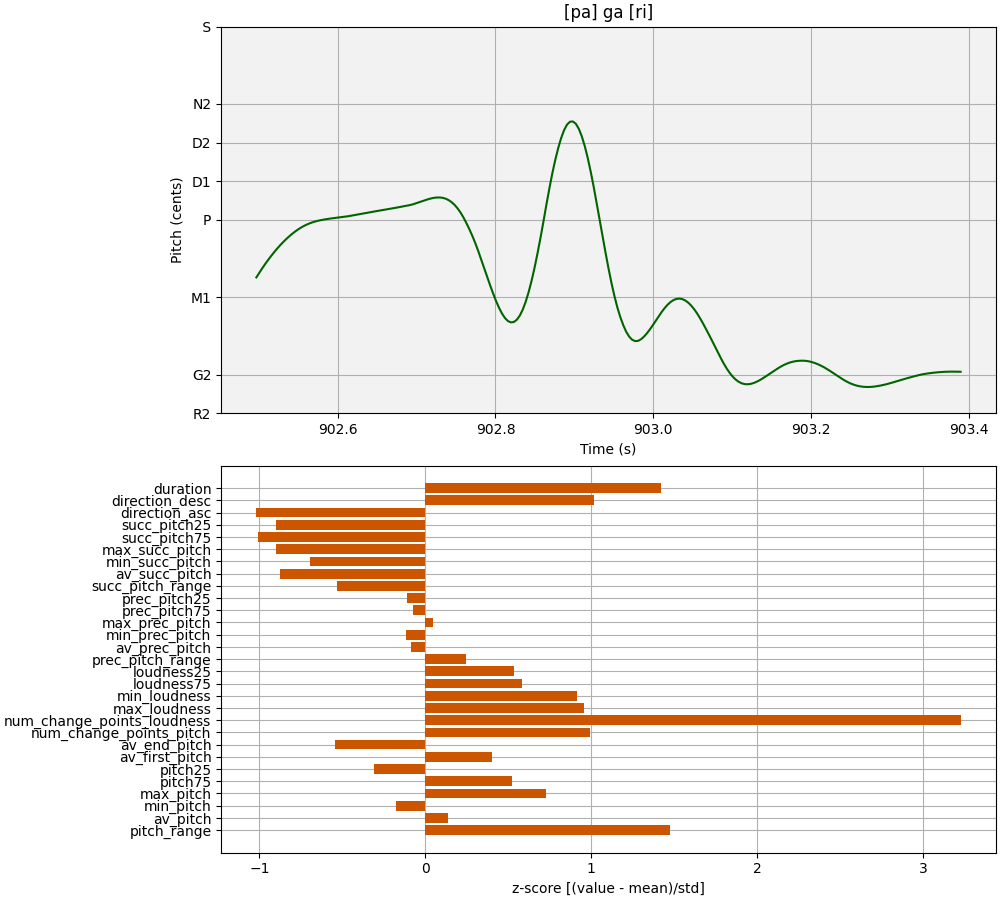 [pa] ga [ri]
S
N2
D2
D1
P
M1
G2
R2
Pitch (cents)
902.6 902.8 903.0 903.2 903.4
Time (s)
duration
direction_desc
direction_asc
succ_pitch25
succ_pitch75
max_succ_pitch
min_succ_pitch
av_succ_pitch
succ_pitch_range
prec_pitch25
prec_pitch75
max_prec_pitch
min_prec_pitch
av_prec_pitch
prec_pitch_range
loudness25
loudness75
min_loudness
max_loudness
num_change_points_loudness
num_change_points_pitch
av_end_pitch
av_first_pitch
pitch25
pitch75
max_pitch
min_pitch
av_pitch
pitch_range
−1 0 1 2 3
z-score [(value - mean)/std]